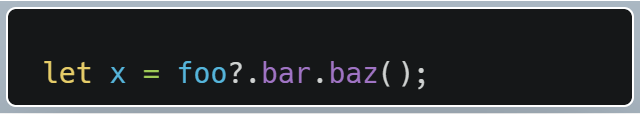 let x = foo?.bar.baz();